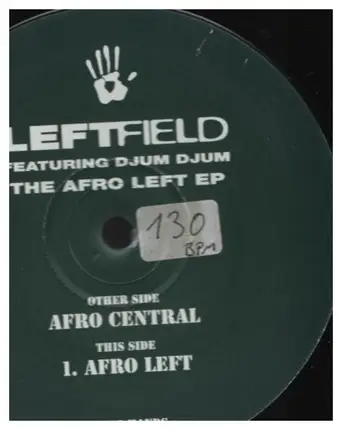 LEFTFIELD
FEATURING DJUM DJUM
THE AFRO LEFT EP
130
BPM
OTHER SIDE
AFRO CENTRAL
THIS SIDE
1. AFRO LEFT
HANDS